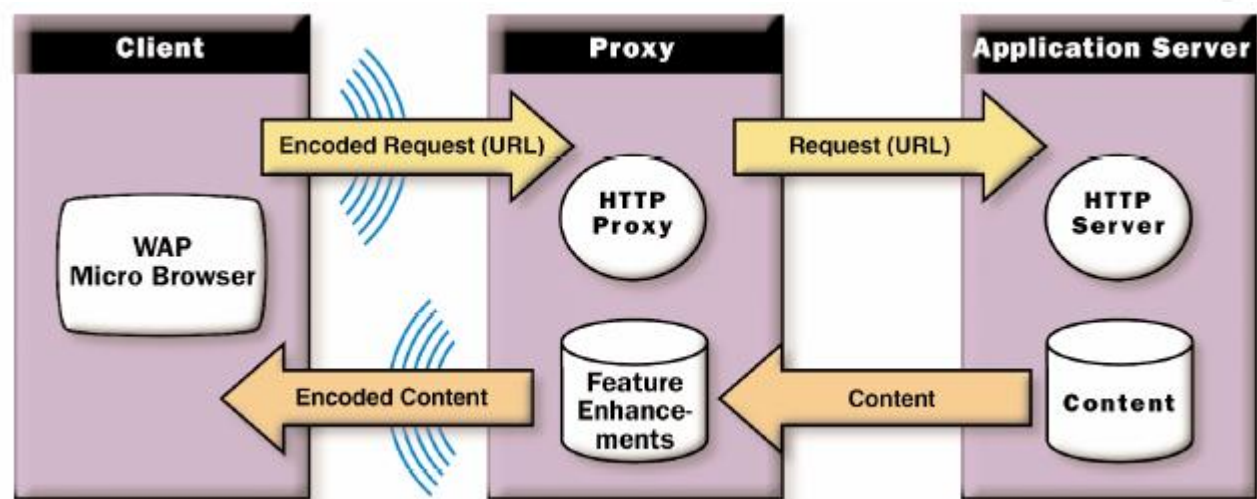 Client
Proxy
Application Server
Encoded Request (URL)
Request (URL)
WAP
Micro Browser
HTTP
Proxy
HTTP
Server
Encoded Content
Feature
Enhance-
ments
Content
Content